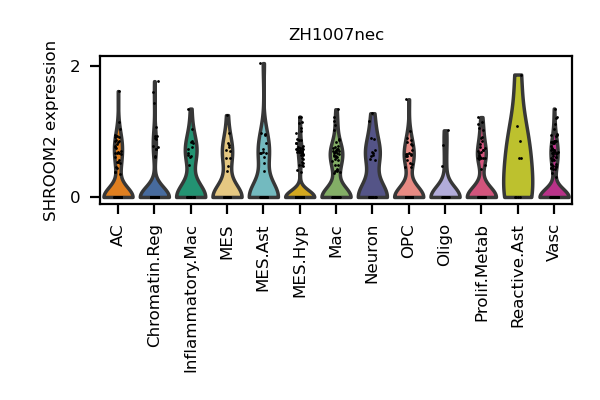 ZH1007nec
SHROOM2 expression
2
0
AC
Chromatin.Reg
Inflammatory.Mac
MES
MES.Ast
MES.Hyp
Mac
Neuron
OPC
Oligo
Prolif.Metab
Reactive.Ast
Vasc